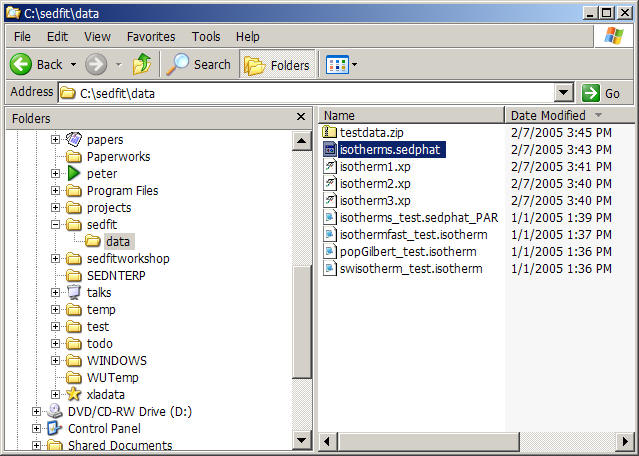 C:\sedfit\data
File Edit View Favorites Tools Help
Back Search Folders
Address C:\sedfit\data Go
Folders
papers
Paperworks
peter
Program Files
projects
sedfit
data
sedfitworkshop
SEDNTERP
talks
temp
test
todo
WINDOWS
WUTemp
xladata
DVD/CD-RW Drive (D:)
Control Panel
Shared Documents
Name Date Modified
testdata.zip 2/7/2005 3:45 PM
isotherms.sedphat 2/7/2005 3:43 PM
isotherm1.xp 2/7/2005 3:41 PM
isotherm2.xp 2/7/2005 3:40 PM
isotherm3.xp 2/7/2005 3:40 PM
isotherms_test.sedphat_PAR 1/1/2005 1:39 PM
isothermfast_test.isotherm 1/1/2005 1:37 PM
popGilbert_test.isotherm 1/1/2005 1:36 PM
swisotherm_test.isotherm 1/1/2005 1:36 PM